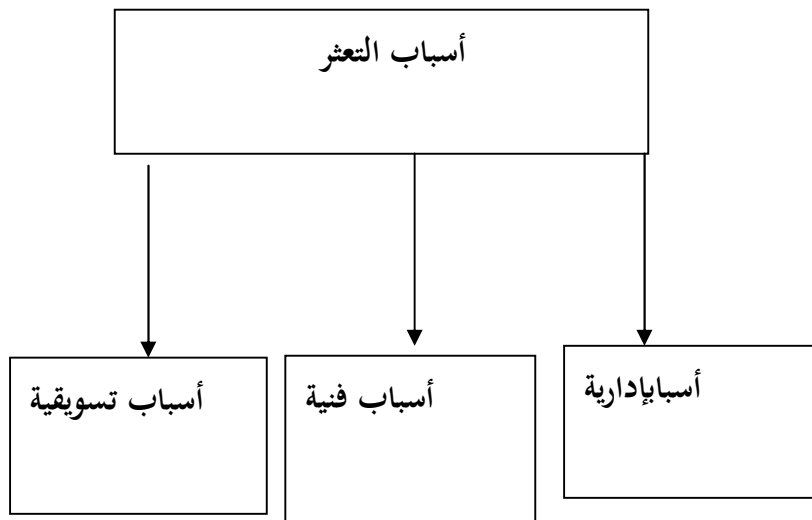 أسباب التعثر
أسبابإدارية
أسباب فنية
أسباب تسويقية